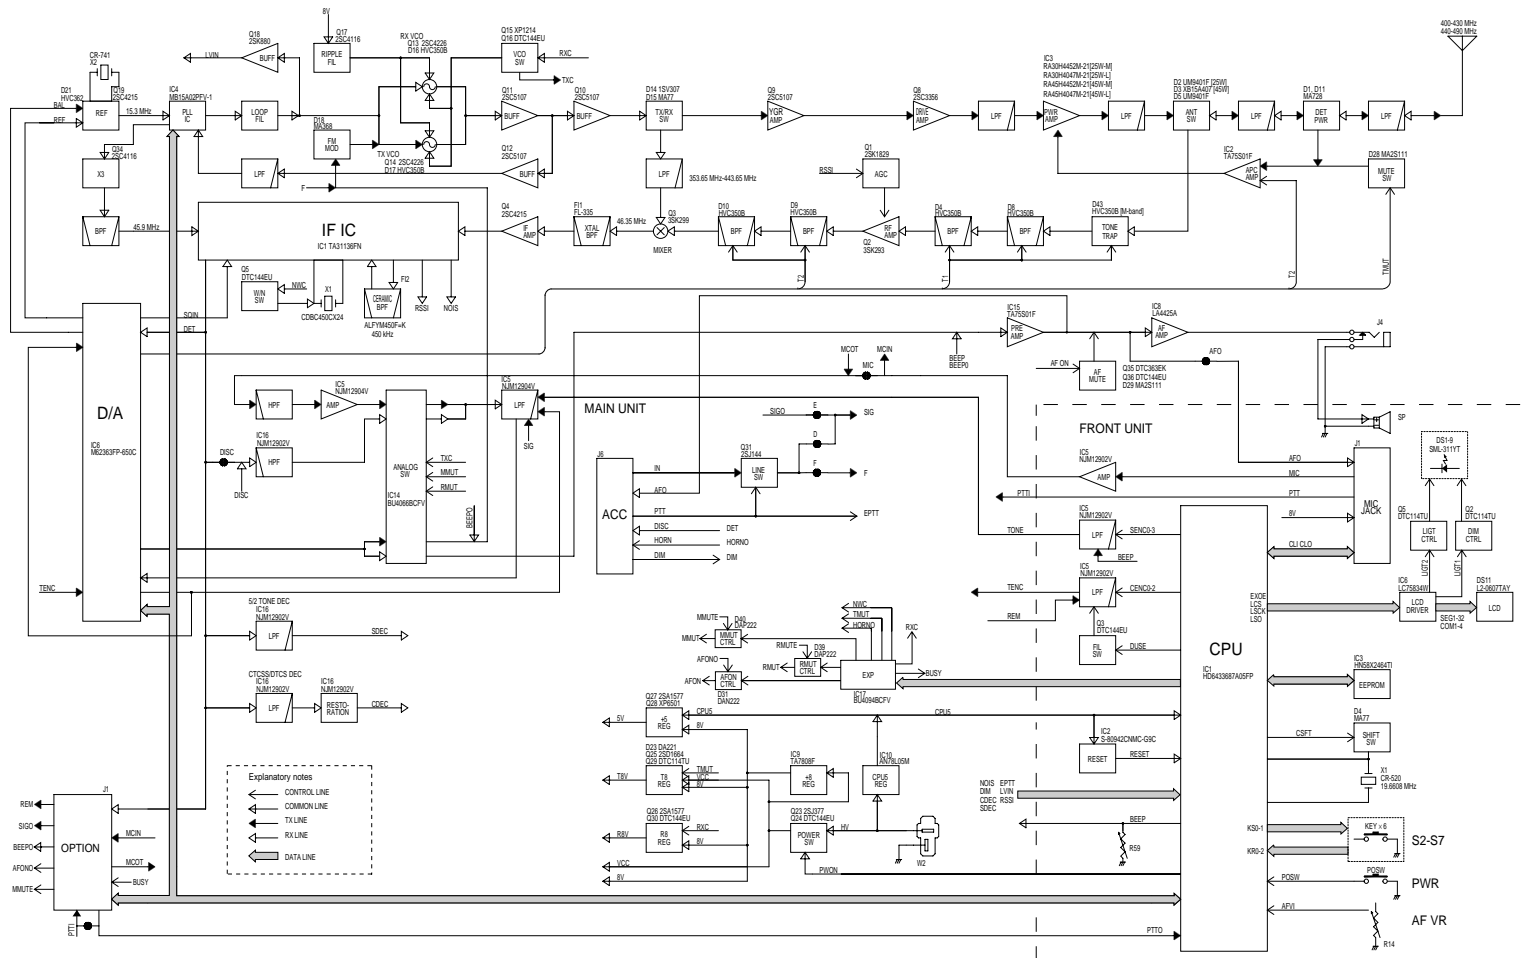 8V
Q17
2SC4116
RIPPLE
FIL
Q18
2SK880
BUFF
LVIN
CR-741
X2
D21
HVC362
BAL
REF
REF
Q19
2SC4215
15.3 MHz
IC4
MB15A02PFV-1
PLL
IC
LOOP
FIL
D18
MA368
FM
MOD
RX VCO
Q13 2SC4226
D16 HVC350B
TX VCO
Q14 2SC4226
D17 HVC350B
Q15 XP1214
Q16 DTC144EU
VCO
SW
RXC
TXC
Q11
2SC5107
BUFF
Q10
2SC5107
BUFF
Q12
2SC5107
BUFF
D14 1SV307
D15 MA77
TX/RX
SW
Q9
2SC5107
YGR
AMP
Q8
2SC3356
DRIVE
AMP
LPF
IC3
RA30H4452M-21[25W-M]
RA30H4047M-21[25W-L]
RA45H4452M-21[45W-M]
RA45H4047M-21[45W-L]
PWR
AMP
LPF
D2 UM9401F [25W]
D3 XB15A407 [45W]
D5 UM9401F
ANT
SW
LPF
D1, D11
MA728
DET
PWR
LPF
400-430 MHz
440-490 MHz
Q34
2SC4116
X3
LPF
F
LPF
353.65 MHz-443.65 MHz
RSSI
Q1
2SK1829
AGC
IC2
TA75S01F
APC
AMP
D28 MA2S111
MUTE
SW
BPF
45.9 MHz
IF IC
IC1 TA31136FN
Q4
2SC4215
IF
AMP
FI1
FL-335
XTAL
BPF
46.35 MHz
Q3
3SK299
MIXER
D10
HVC350B
BPF
D9
HVC350B
BPF
RF
AMP
Q2
3SK293
D4
HVC350B
BPF
D8
HVC350B
BPF
D43
HVC350B [M-band]
TONE
TRAP
T2
T1
T2
TMUT
Q5
DTC144EU
W/N
SW
NWC
X1
CDBC450CX24
FI2
CERAMIC
BPF
ALFYM450F=K
450 kHz
RSSI
NOIS
SQIN
DET
D/A
IC6
M62363FP-650C
TENC
IC15
TA75S01F
PRE
AMP
BEEP
BEEP0
IC8
LA4425A
AF
AMP
AF ON
AF
MUTE
Q35 DTC363EK
Q36 DTC144EU
D29 MA2S111
AFO
J4
SP
MCOT
MCIN
MIC
HPF
IC5
NJM12904V
AMP
IC5
NJM12904V
LPF
SIG
DISC
DISC
IC16
NJM12902V
HPF
ANALOG
SW
IC14
BU4066BCFV
TXC
MMUT
RMUT
BEEPO
MAIN UNIT
FRONT UNIT
J6
ACC
IN
AFO
PTT
DISC
HORN
DIM
DET
HORNO
DIM
Q31
2SJ144
LINE
SW
SIGO
E
SIG
D
F
F
EPTT
IC5
NJM12902V
AMP
PTTI
AFO
MIC
PTT
8V
CLI CLO
J1
MIC
JACK
DS1-9
SML-311YT
Q5
DTC114TU
LIGT
CTRL
Q2
DTC114TU
DIM
CTRL
LIGT2
LIGT1
IC6
LC75834W
LCD
DRIVER
SEG1-32
COM1-4
DS11
L2-0607TAY
LCD
TONE
IC5
NJM12902V
LPF
SENC0-3
BEEP
TENC
REM
IC5
NJM12902V
LPF
CENC0-2
Q3
DTC144EU
FIL
SW
DUSE
EXOE
LCS
LSCK
LSO
CPU
IC1
HD6433687A05FP
IC3
HN58X2464TI
EEPROM
D4
MA77
SHIFT
SW
CSFT
X1
CR-520
19.6608 MHz
5/2 TONE DEC
IC16
NJM12902V
LPF
SDEC
CTCSS/DTCS DEC
IC16
NJM12902V
LPF
IC16
NJM12902V
RESTO-
RATION
CDEC
MMUTE
D40
DAP222
MMUT
MMUT
CTRL
AFONO
AFON
AFON
CTRL
D31
DAN222
RMUTE
D39
DAP222
RMUT
RMUT
CTRL
NWC
TMUT
HORNO
RXC
BUSY
EXP
IC17
BU4094BCFV
Q27 2SA1577
Q28 XP6501
5V
+5
REG
CPU5
8V
CPU5
D23 DA221
Q25 2SD1664
Q29 DTC114TU
T8V
T8
REG
TMUT
VCC
8V
Q26 2SA1577
Q30 DTC144EU
R8V
R8
REG
RXC
8V
VCC
8V
IC9
TA7808F
+8
REG
IC10
AN78L05M
CPU5
REG
Q23 2SJ377
Q24 DTC144EU
POWER
SW
HV
W2
PWON
IC2
S-80942CNMC-G9C
RESET
RESET
NOIS EPTT
DIM LVIN
CDEC RSSI
SDEC
BEEP
R59
KS0-1
KR0-2
KEY × 6
S2-S7
POSW
POSW
PWR
AFVI
R14
AF VR
Explanatory notes
CONTROL LINE
COMMON LINE
TX LINE
RX LINE
DATA LINE
J1
OPTION
REM
SIGO
BEEPO
AFONO
MMUTE
MCIN
MCOT
BUSY
PTTI
PTTO